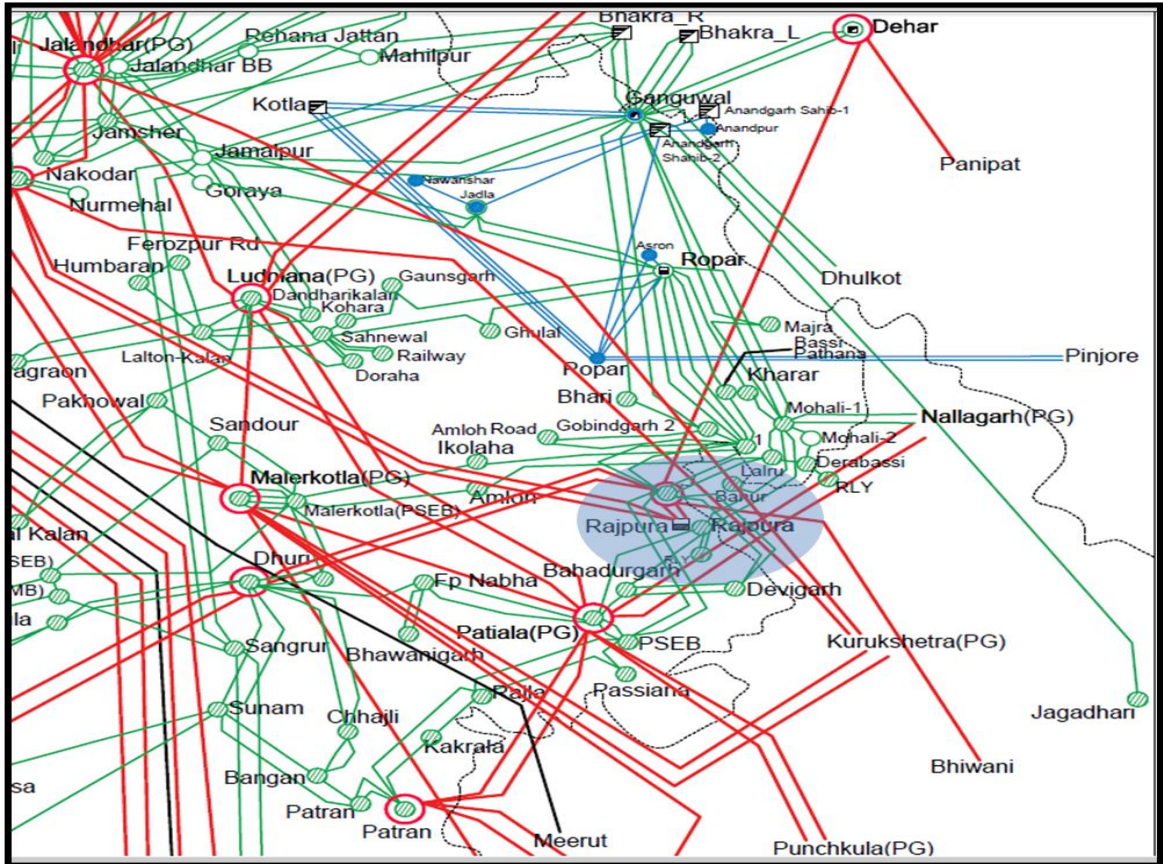 Bhakra_R
Dehar
Rehana Jattan
Bhakra_L
Jalandhar(PG)
Mahilpur
Jalandhar BB
Ganguwal
Kotla
Anandgarh Sahib-1
Jamsher
Anandpur
Anandgarh
Shahib-2
Jamalpur
Panipat
Nakodar
Nawanshar
Goraya
Jadla
Nurmehal
Ferozpur Rd
Asron
Ropar
Humbaran
Ludhiana(PG)
Gaunsgarh
Dhulkot
Dandharikalan
Kohara
Majra
Sahnewal
Ghulal
Bassi
Pathana
Lalton-Kalan
Railway
Pinjore
agraon
Doraha
Ropar
Kharar
Pakhowal
Bhari
Mohali-1
Nallagarh(PG)
Sandour
Amloh Road
Gobindgarh 2
Mohali-2
Ikolaha
1
Derabassi
Malerkotla(PG)
Lalru
RLY
Amloh
Banur
Malerkotla(PSEB)
Rajpura
Rajpura
al Kalan
SEB)
Dhuri
RLY
Bahadurgarh
MB)
Fp Nabha
Devigarh
la
Patiala(PG)
PSEB
Kurukshetra(PG)
Sangrur
Bhawanigarh
Passiana
Rajla
Sunam
Chhajli
Jagadhari
Kakrala
Bhiwani
Bangan
sa
Patran
Patran
Meerut
Punchkula(PG)